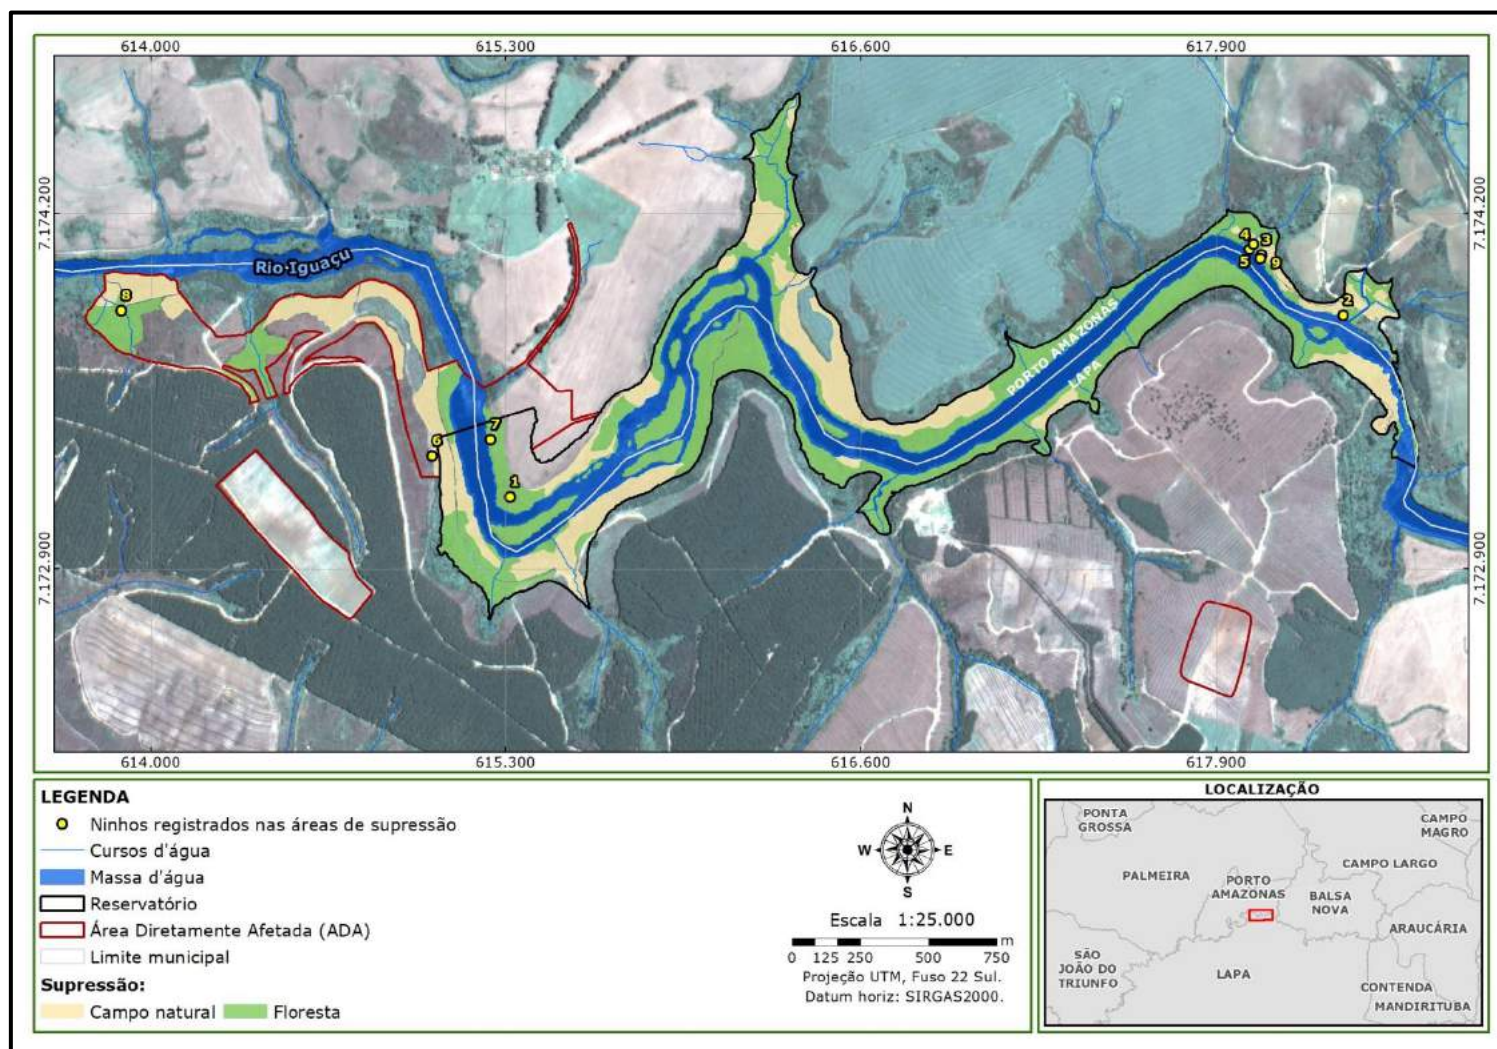 614.000 615.300 616.600 617.900
7.174.200 7.174.200
Rio Iguaçu
8
4 3
5 9
2
PORTO AMAZONAS
LAPA
7
6
1
7.172.900 7.172.900
614.000 615.300 616.600 617.900
LEGENDA
Ninhos registrados nas áreas de supressão
Cursos d'água
Massa d'água
Reservatório
Área Diretamente Afetada (ADA)
Limite municipal
Supressão:
Campo natural Floresta
N
W E
S
Escala 1:25.000
m
0 125 250 500 750
Projeção UTM, Fuso 22 Sul.
Datum horiz: SIRGAS2000.
LOCALIZAÇÃO
PONTA
GROSSA
CAMPO
MAGRO
CAMPO LARGO
PALMEIRA
PORTO
AMAZONAS
BALSA
NOVA
ARAUCÁRIA
SÃO
JOÃO DO
TRIUNFO
LAPA
CONTENDA
MANDIRITUBA